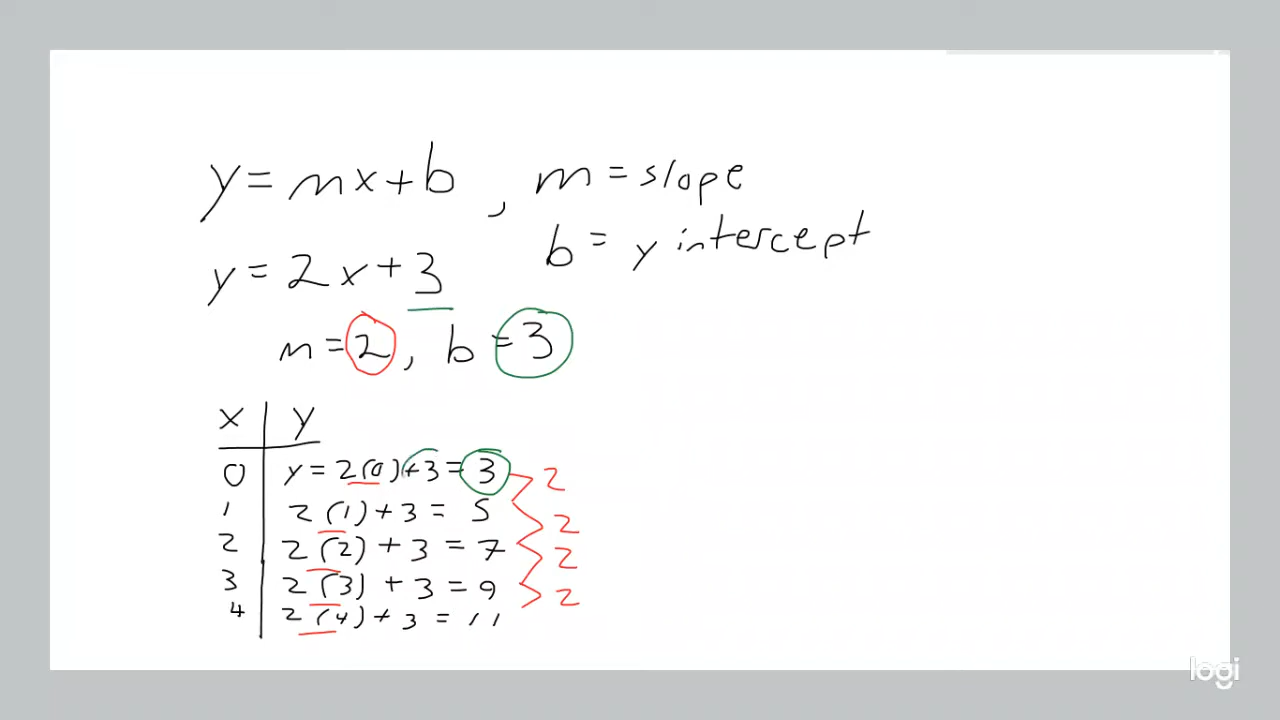 y = mx + b , m = slope
b = y intercept
y = 2x + 3
m = 2 , b = 3
x y
0 y = 2(0) + 3 = 3
2
1 2(1) + 3 = 5
2
2 2(2) + 3 = 7
2
3 2(3) + 3 = 9
2
4 2(4) + 3 = 11
logi